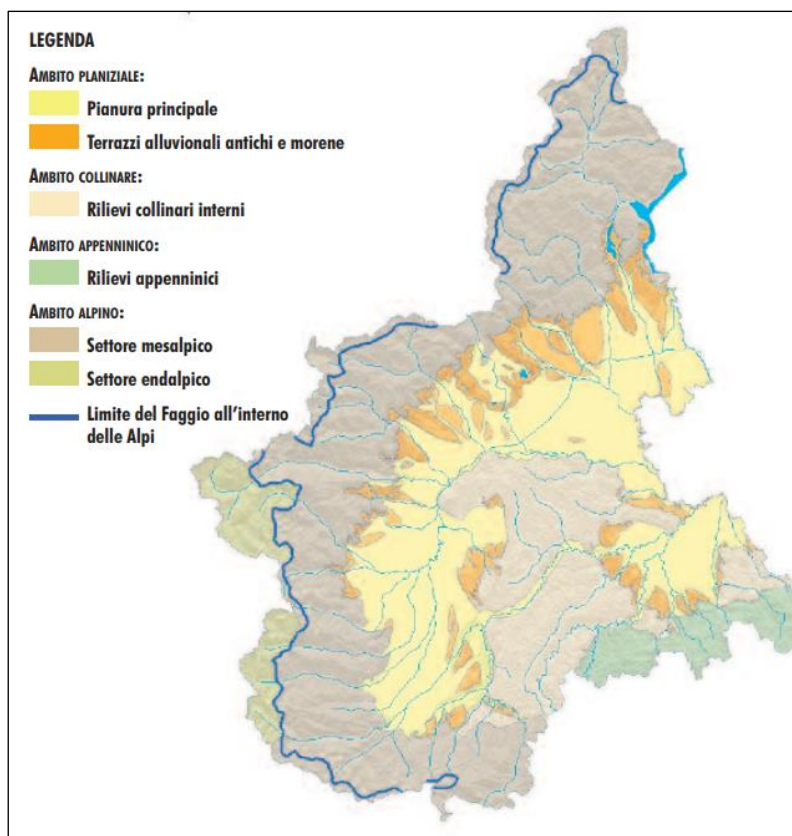 LEGENDA
AMBITO PLANIZIALE:
Pianura principale
Terrazzi alluvionali antichi e morene
AMBITO COLLINARE:
Rilievi collinari interni
AMBITO APPENNINICO:
Rilievi appenninici
AMBITO ALPINO:
Settore mesalpico
Settore endalpico
Limite del Faggio all'interno
delle Alpi